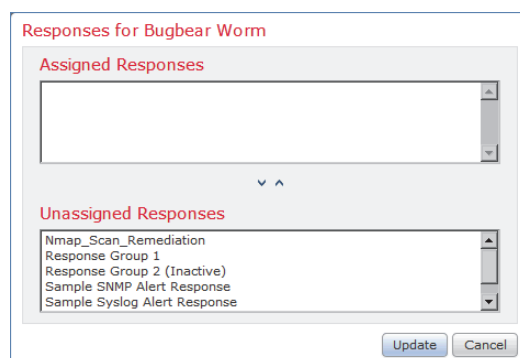 Responses for Bugbear Worm
Assigned Responses
Unassigned Responses
Nmap_Scan_Remediation
Response Group 1
Response Group 2 (Inactive)
Sample SNMP Alert Response
Sample Syslog Alert Response
Update Cancel